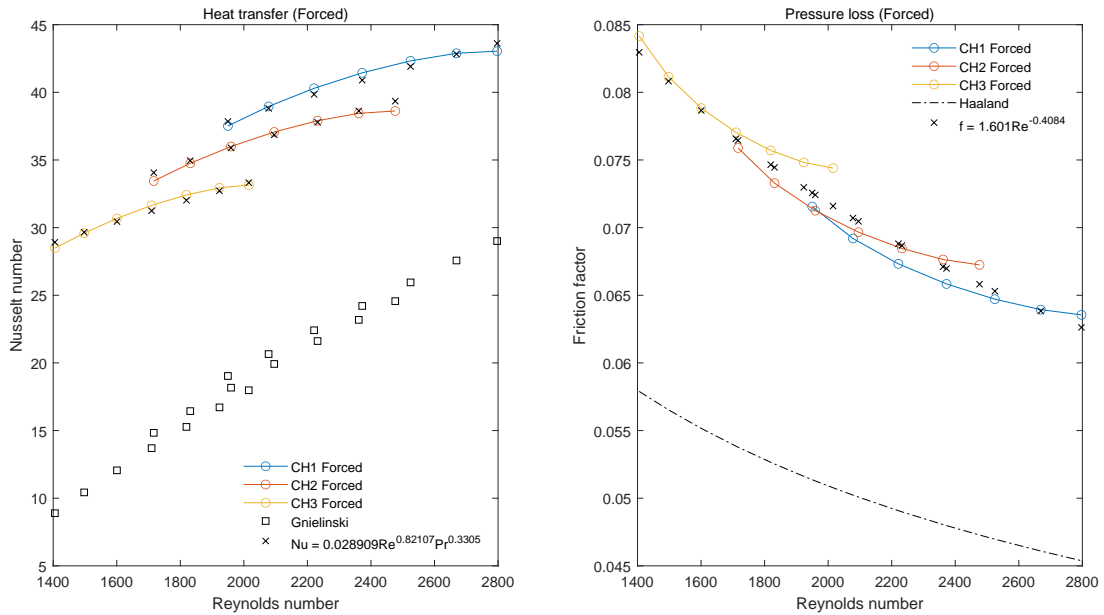 Heat transfer (Forced)
45
40
35
30
25
20
15
10
5
Nusselt number
CH1 Forced
CH2 Forced
CH3 Forced
Gnielinski
Nu = 0.028909Re^0.82107Pr^0.3305
1400 1600 1800 2000 2200 2400 2600 2800
Reynolds number
Pressure loss (Forced)
0.085
0.08
0.075
0.07
0.065
0.06
0.055
0.05
0.045
Friction factor
CH1 Forced
CH2 Forced
CH3 Forced
Haaland
f = 1.601Re^-0.4084
1400 1600 1800 2000 2200 2400 2600 2800
Reynolds number